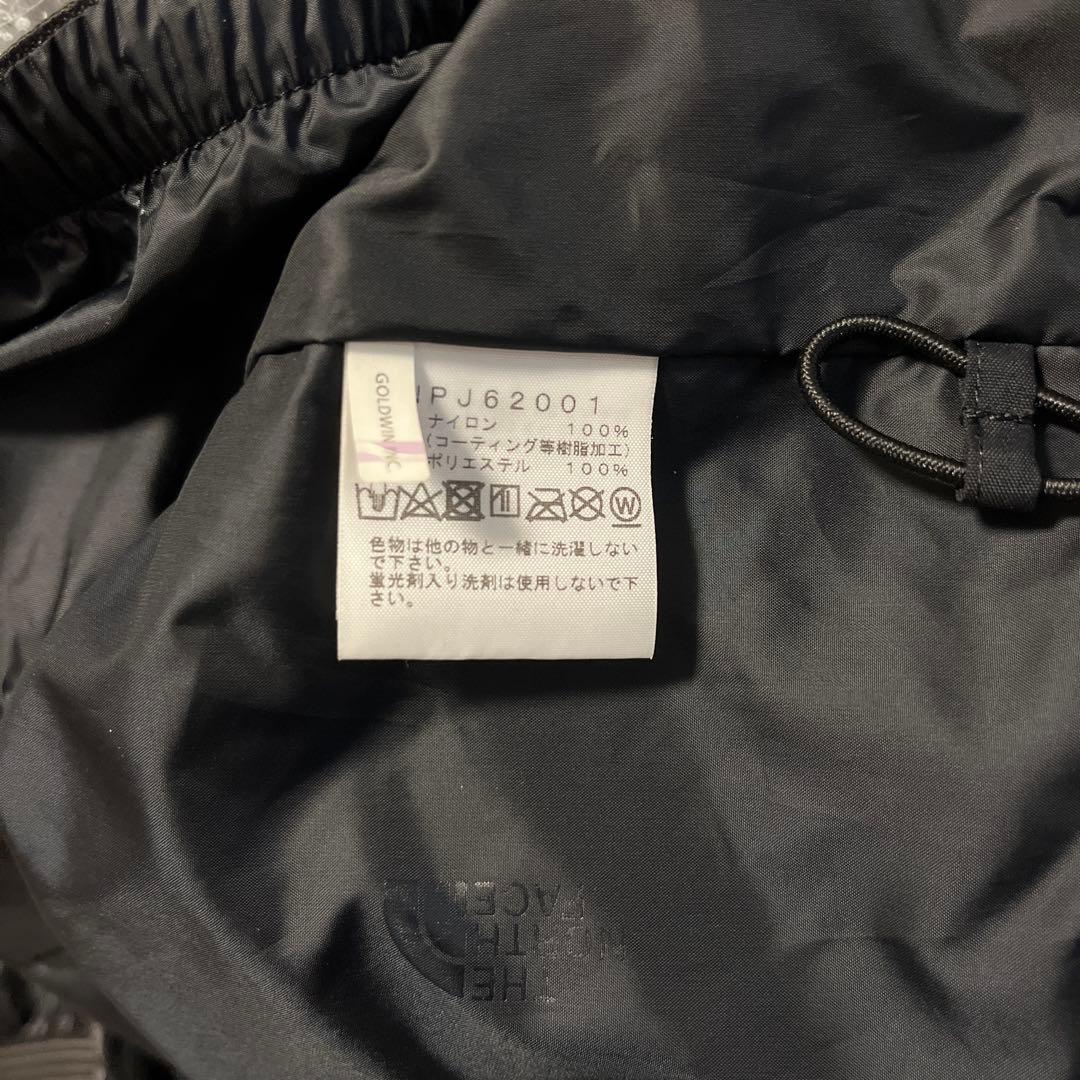 GOLDWIN INC
NPJ62001
ナイロン 100%
(コーティング等樹脂加工)
ポリエステル 100%
W
色物は他の物と一緒に洗濯しない
で下さい。
蛍光剤入り洗剤は使用しないで下
さい。
THE
NORTH
FACE